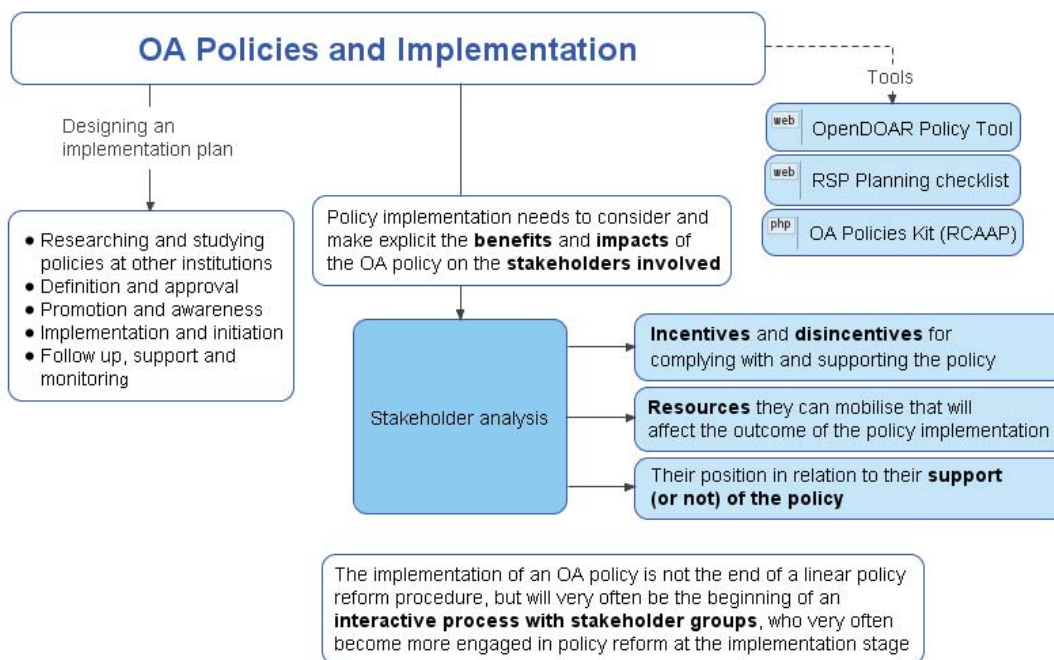 OA Policies and Implementation
Designing an
implementation plan
● Researching and studying
policies at other institutions
● Definition and approval
● Promotion and awareness
● Implementation and initiation
● Follow up, support and
monitoring
Policy implementation needs to consider and
make explicit the benefits and impacts of
the OA policy on the stakeholders involved
Tools
web OpenDOAR Policy Tool
web RSP Planning checklist
php OA Policies Kit (RCAAP)
Stakeholder analysis
Incentives and disincentives for
complying with and supporting the policy
Resources they can mobilise that will
affect the outcome of the policy implementation
Their position in relation to their support
(or not) of the policy
The implementation of an OA policy is not the end of a linear policy
reform procedure, but will very often be the beginning of an
interactive process with stakeholder groups, who very often
become more engaged in policy reform at the implementation stage